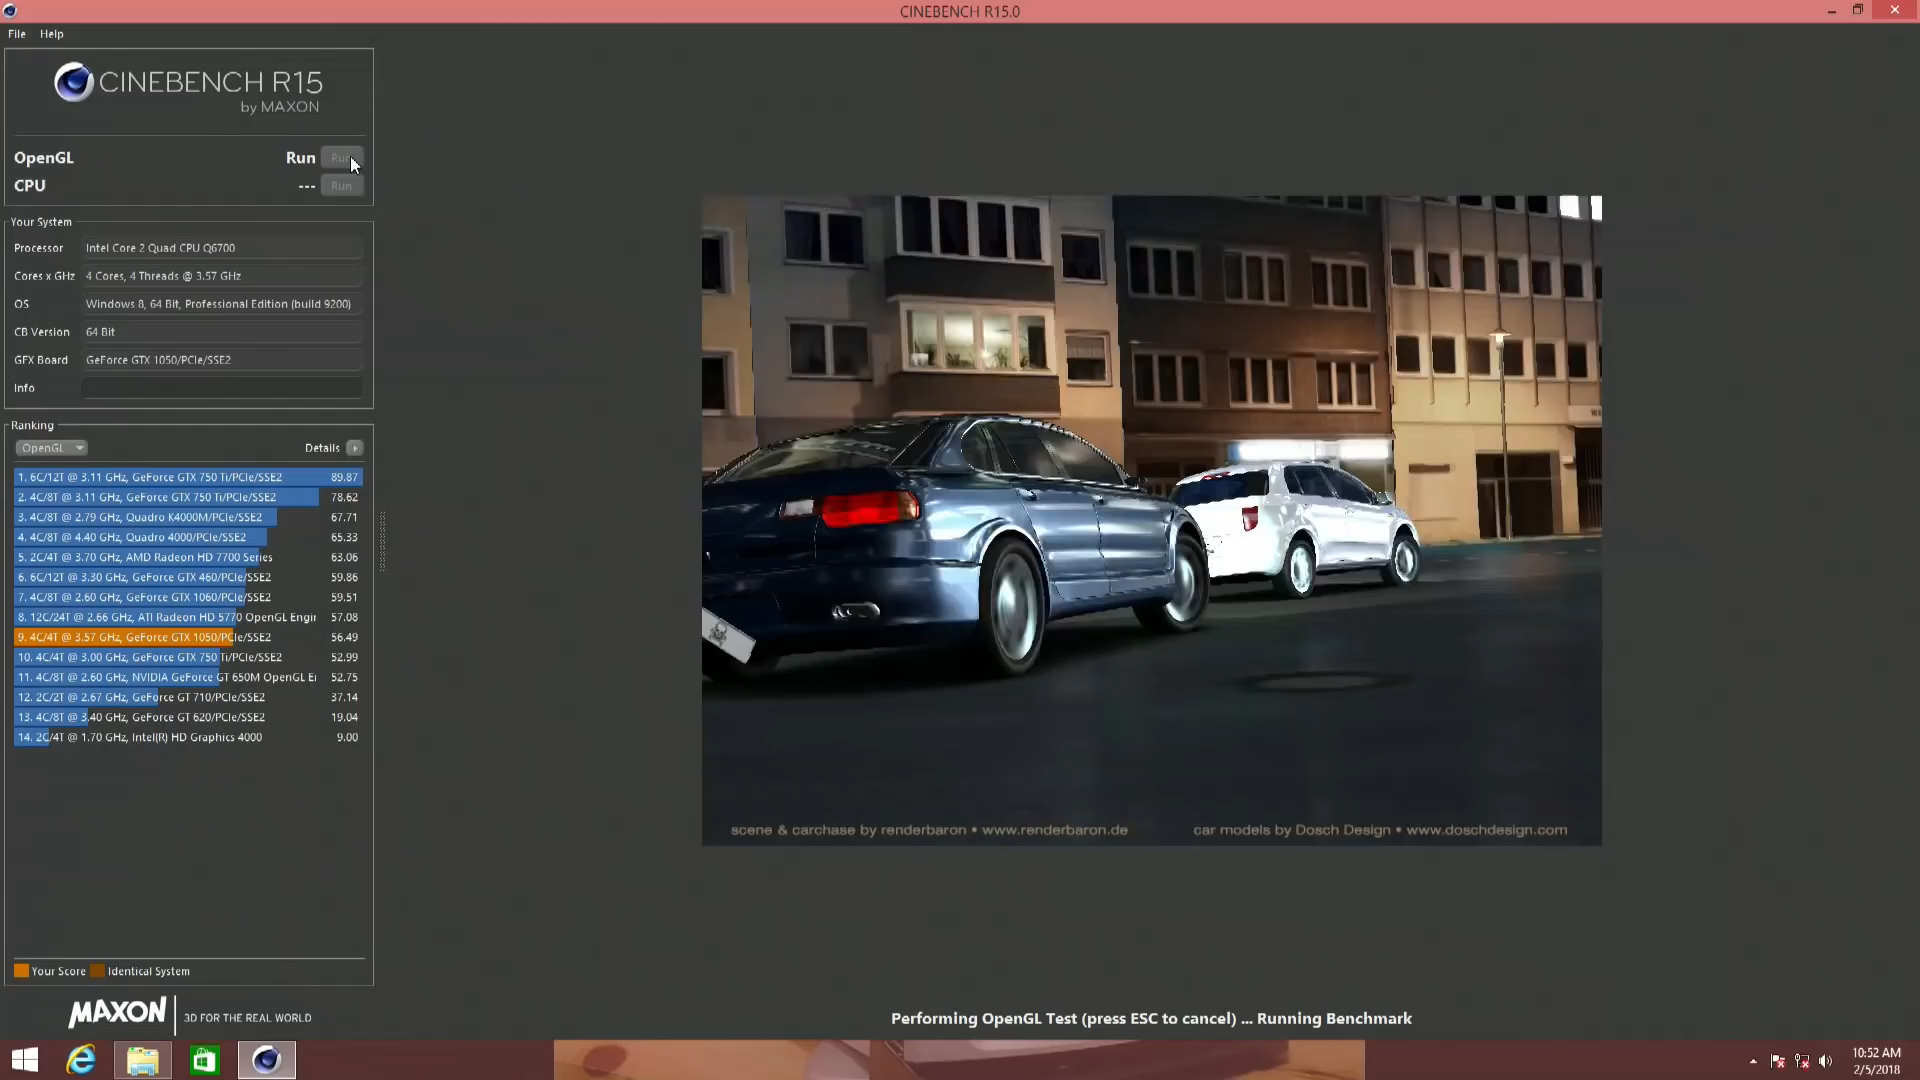 CINEBENCH R15.0
File Help
CINEBENCH R15
by MAXON
OpenGL Run Run
CPU --- Run
Your System
Processor Intel Core 2 Quad CPU Q6700
Cores x GHz 4 Cores, 4 Threads @ 3.57 GHz
OS Windows 8, 64 Bit, Professional Edition (build 9200)
CB Version 64 Bit
GFX Board GeForce GTX 1050/PCIe/SSE2
Info
Ranking
OpenGL Details
1. 6C/12T @ 3.11 GHz, GeForce GTX 750 Ti/PCIe/SSE2 89.87
2. 4C/8T @ 3.11 GHz, GeForce GTX 750 Ti/PCIe/SSE2 78.62
3. 4C/8T @ 2.79 GHz, Quadro K4000M/PCIe/SSE2 67.71
4. 4C/8T @ 4.40 GHz, Quadro 4000/PCIe/SSE2 65.33
5. 2C/4T @ 3.70 GHz, AMD Radeon HD 7700 Series 63.06
6. 6C/12T @ 3.30 GHz, GeForce GTX 460/PCIe/SSE2 59.86
7. 4C/8T @ 2.60 GHz, GeForce GTX 1060/PCIe/SSE2 59.51
8. 12C/24T @ 2.66 GHz, ATI Radeon HD 5770 OpenGL Engir 57.08
9. 4C/4T @ 3.57 GHz, GeForce GTX 1050/PCIe/SSE2 56.49
10. 4C/4T @ 3.00 GHz, GeForce GTX 750 Ti/PCIe/SSE2 52.99
11. 4C/8T @ 2.60 GHz, NVIDIA GeForce GT 650M OpenGL Ei 52.75
12. 2C/2T @ 2.67 GHz, GeForce GT 710/PCIe/SSE2 37.14
13. 4C/8T @ 3.40 GHz, GeForce GT 620/PCIe/SSE2 19.04
14. 2C/4T @ 1.70 GHz, Intel(R) HD Graphics 4000 9.00
Your Score Identical System
MAXON 3D FOR THE REAL WORLD
scene & carchase by renderbaron • www.renderbaron.de
car models by Dosch Design • www.doschdesign.com
Performing OpenGL Test (press ESC to cancel) ... Running Benchmark
10:52 AM
2/5/2018